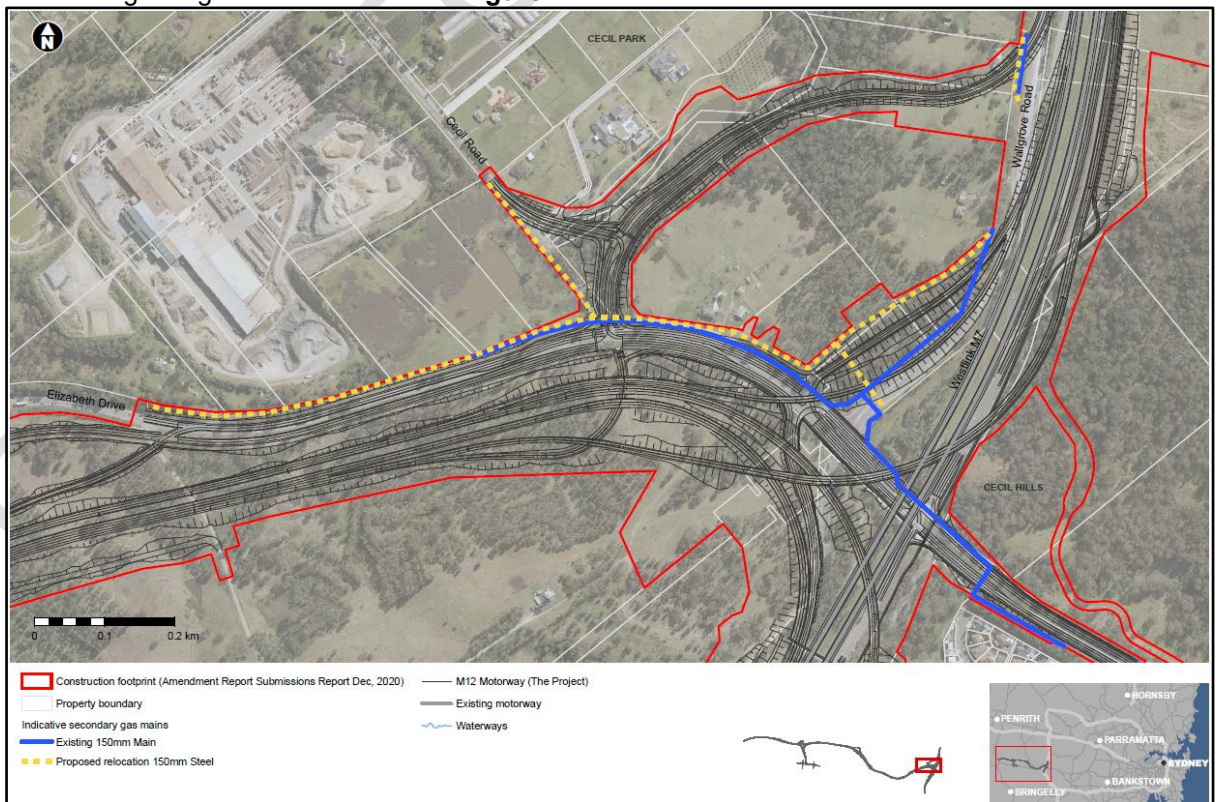 N
CECIL PARK
Cecil Road
Wallgrove Road
Westlink M7
Elizabeth Drive
CECIL HILLS
0 0.1 0.2 km
Construction footprint (Amendment Report Submissions Report Dec, 2020)
Property boundary
Indicative secondary gas mains
Existing 150mm Main
Proposed relocation 150mm Steel
M12 Motorway (The Project)
Existing motorway
Waterways
HORNSBY
PENRITH
PARRAMATTA
SYDNEY
BANKSTOWN
BRINGELLY